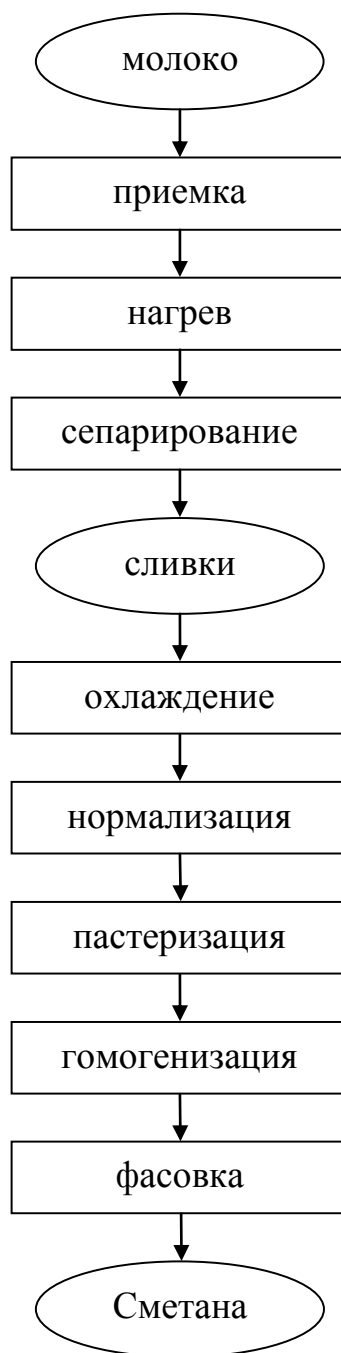 молоко
приемка
нагрев
сепарирование
сливки
охлаждение
нормализация
пастеризация
гомогенизация
фасовка
Сметана